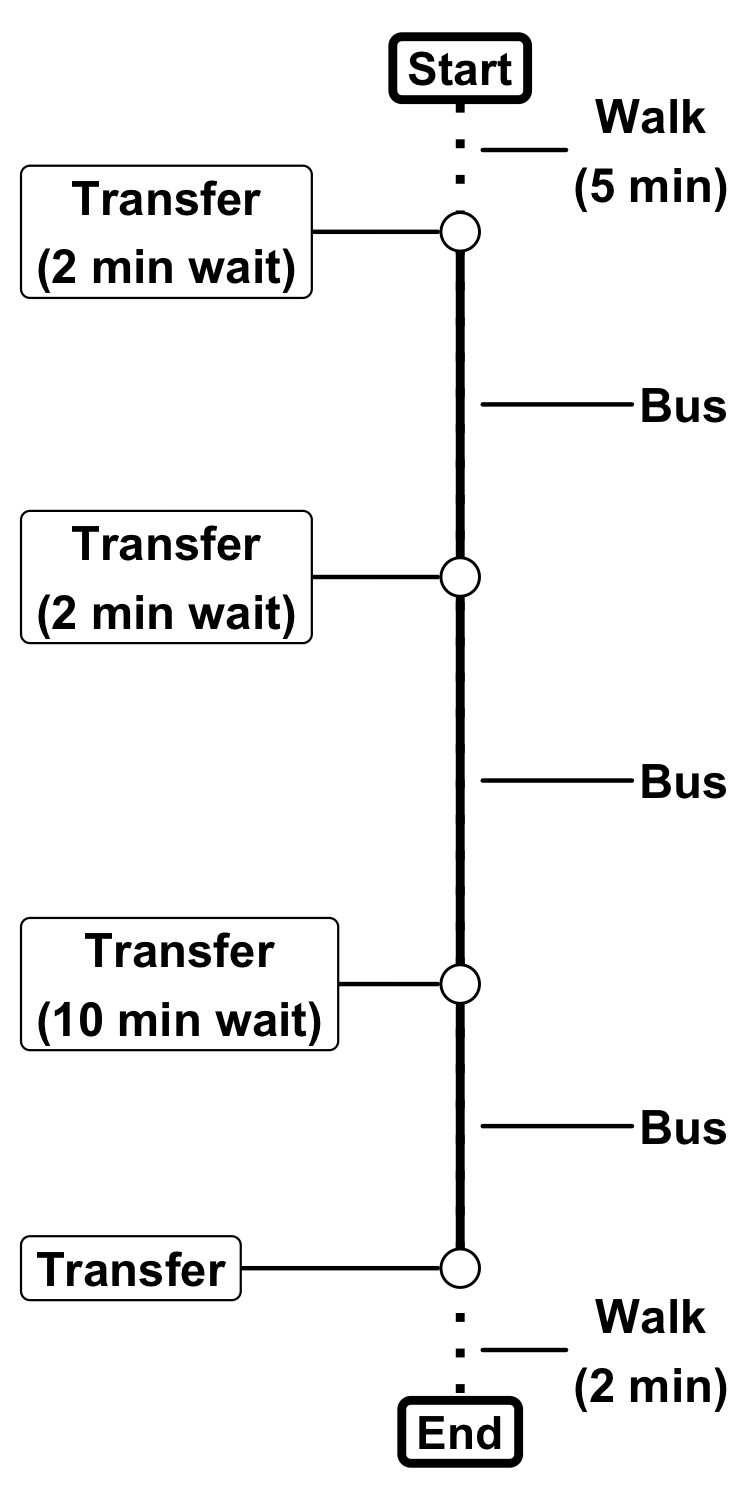 Start
Walk
(5 min)
Transfer
(2 min wait)
Bus
Transfer
(2 min wait)
Bus
Transfer
(10 min wait)
Bus
Transfer
Walk
(2 min)
End